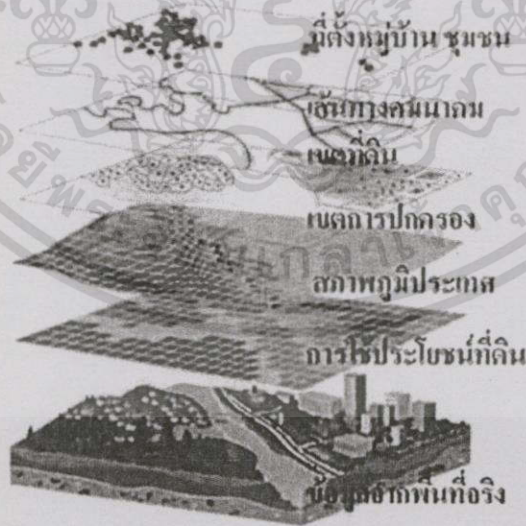 ที่ตั้งหมู่บ้าน ชุมชน
เส้นทางคมนาคม
เขตที่ดิน
เขตการปกครอง
สภาพภูมิประเทศ
การใช้ประโยชน์ที่ดิน
ข้อมูลจากพื้นที่จริง